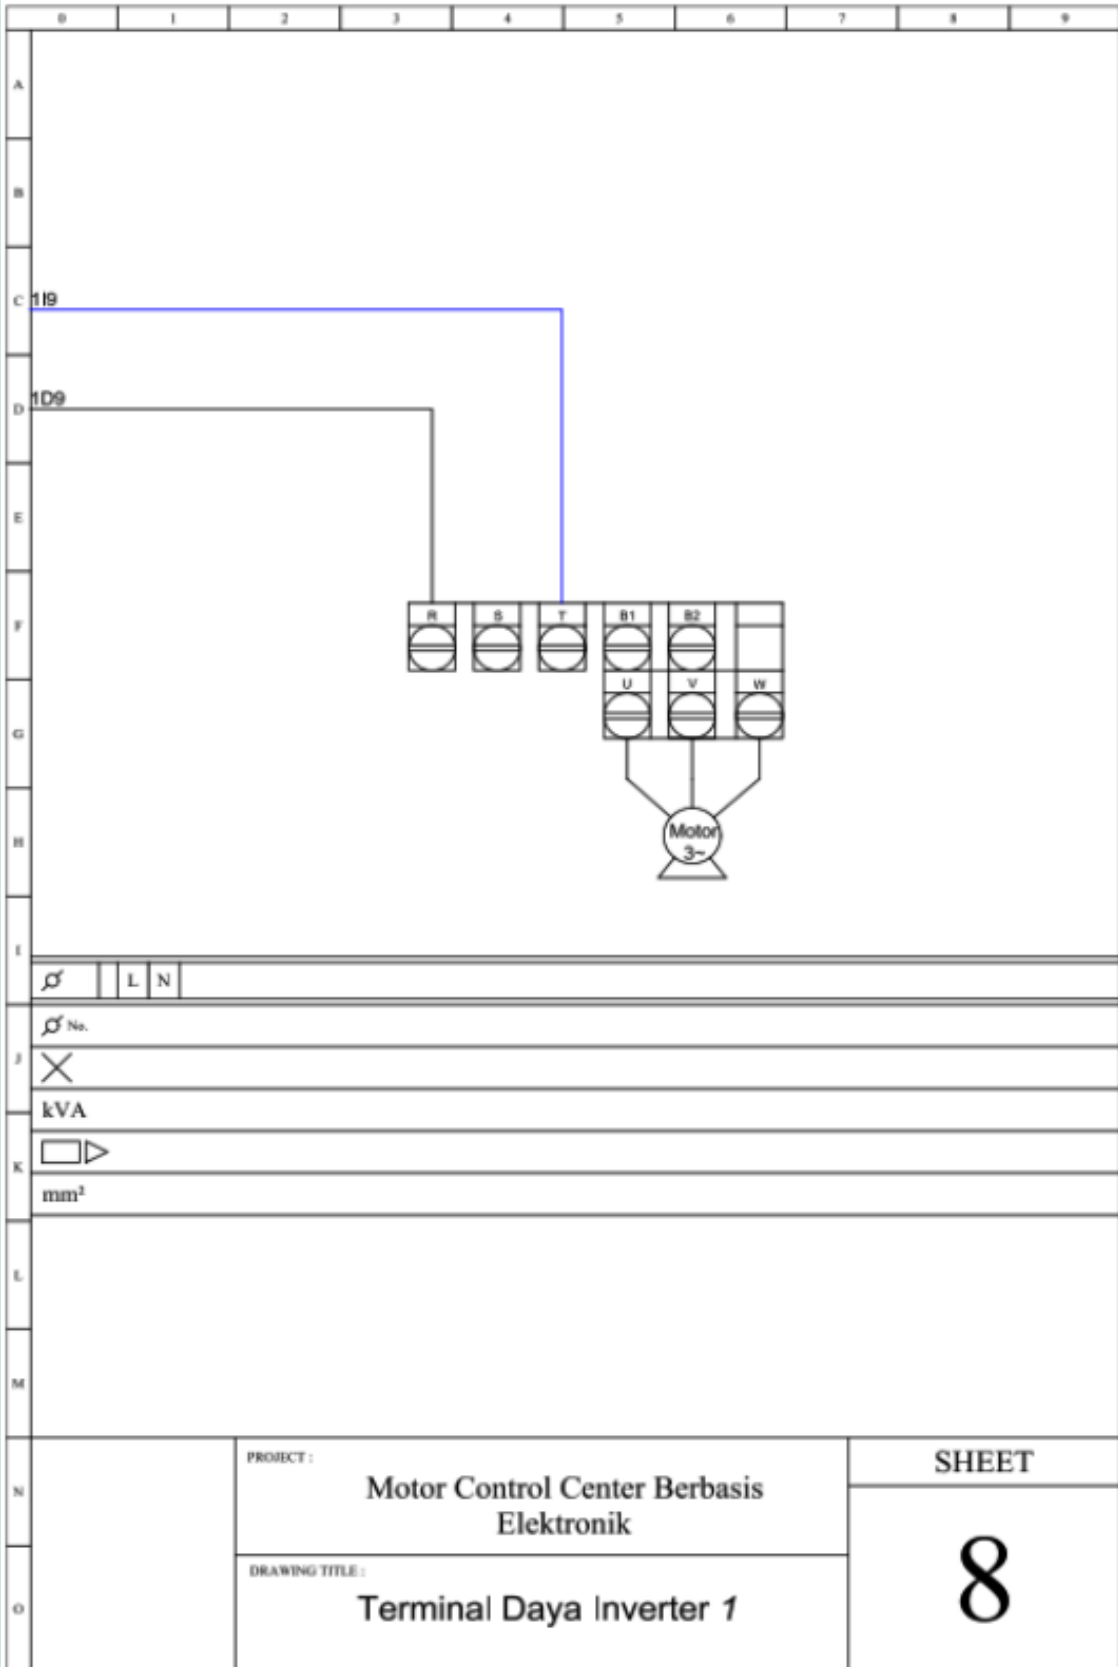 0 1 2 3 4 5 6 7 8 9
A
B
C 1I9
D 1D9
E
F R S T B1 B2
U V W
G
H Motor
3~
I
L N
No.
J
kVA
K
mm²
L
M
PROJECT : SHEET
N Motor Control Center Berbasis
Elektronik
DRAWING TITLE : 8
O Terminal Daya Inverter 1